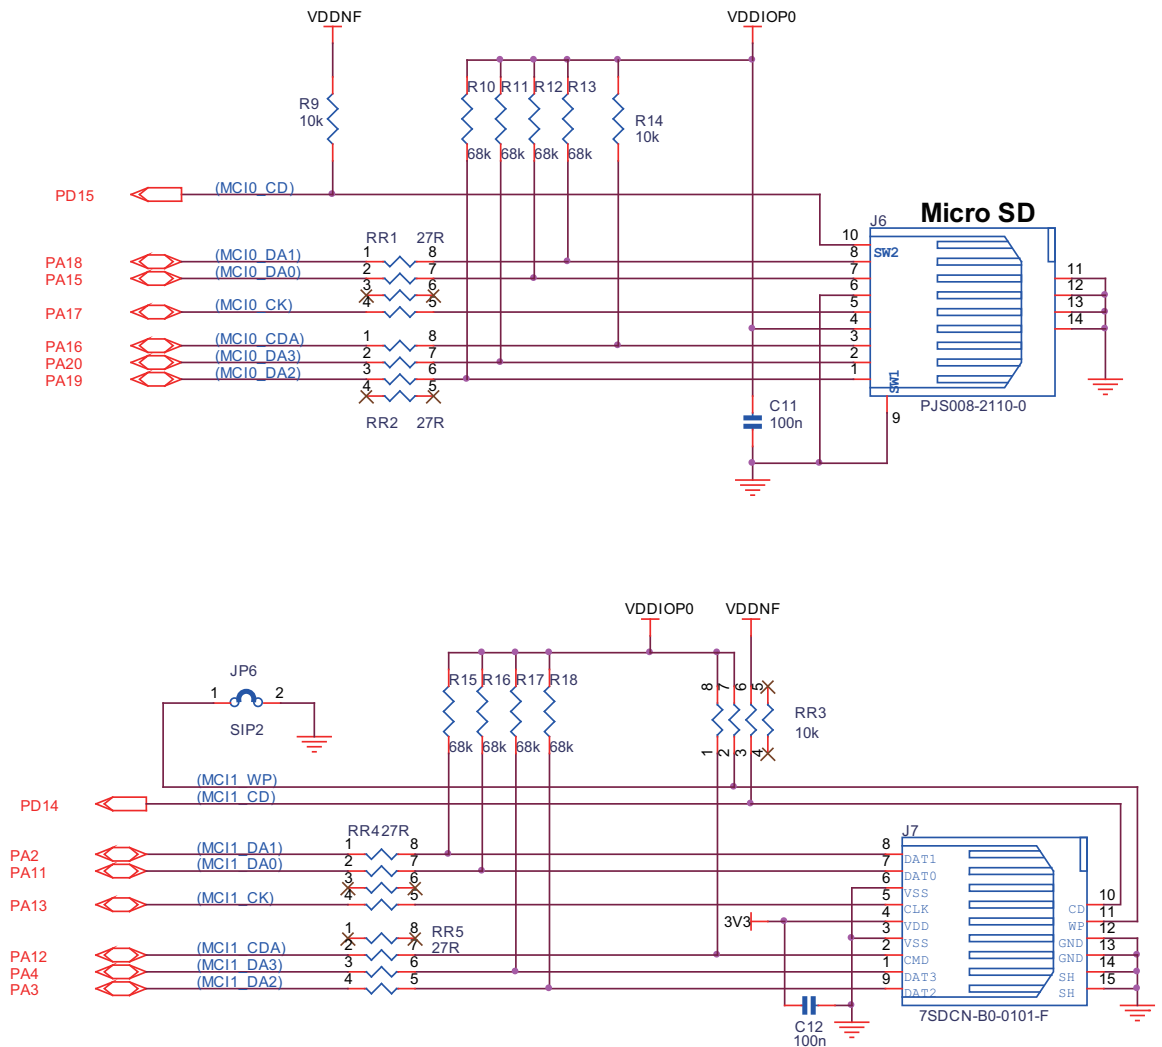 VDDNF
VDDIOP0
R9
10k
R10 R11 R12 R13
68k 68k 68k 68k
R14
10k
PD15 (MCI0_CD)
Micro SD
J6
RR1 27R
PA18 (MCI0_DA1) 1 8
PA15 (MCI0_DA0) 2 7
3 6
PA17 (MCI0_CK) 4 5
PA16 (MCI0_CDA) 1 8
PA20 (MCI0_DA3) 2 7
PA19 (MCI0_DA2) 3 6
4 5
RR2 27R
10
8
7
6
5
4
3
2
1
SW2
SW1
9
11
12
13
14
PJS008-2110-0
C11
100n
VDDIOP0 VDDNF
JP6
1 2
SIP2
R15 R16 R17 R18
68k 68k 68k 68k
8 7 6 5
1 2 3 4
RR3
10k
(MCI1_WP)
PD14 (MCI1_CD)
RR4 27R
PA2 (MCI1_DA1) 1 8
PA11 (MCI1_DA0) 2 7
3 6
PA13 (MCI1_CK) 4 5
1 8 RR5
27R
PA12 (MCI1_CDA) 2 7
PA4 (MCI1_DA3) 3 6
PA3 (MCI1_DA2) 4 5
3V3
C12
100n
J7
8 DAT1
7 DAT0
6 VSS
5 CLK
4 VDD
3 VSS
2 CMD
1 DAT3
9 DAT2
CD 10
WP 11
GND 12
GND 13
SH 14
SH 15
7SDCN-B0-0101-F